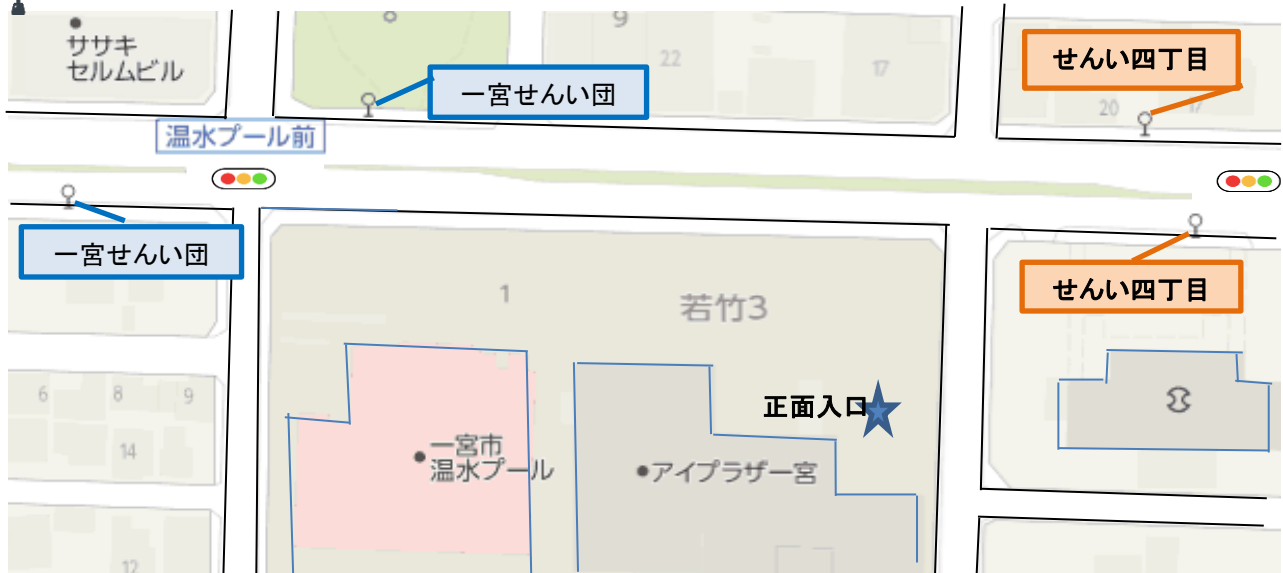 ササキ
セルムビル
9
22
17
一宮せんい団
せんい四丁目
20
17
温水プール前
一宮せんい団
せんい四丁目
1
若竹3
正面入口
6
8
9
14
一宮市
温水プール
アイプラザ一宮
12